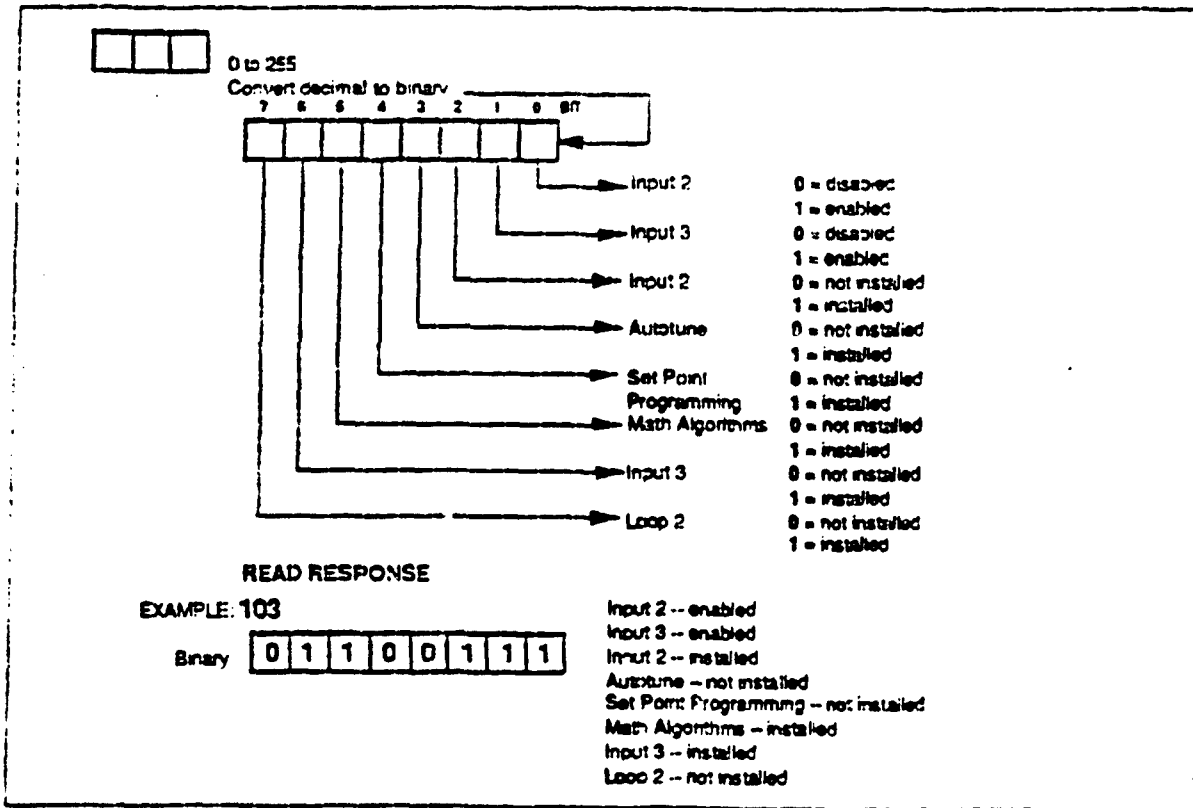 0 to 255
Convert decimal to binary
7 6 5 4 3 2 1 0 BIT
Input 2 0 = disabled
1 = enabled
Input 3 0 = disabled
1 = enabled
Input 2 0 = not installed
1 = installed
Autotune 0 = not installed
1 = installed
Set Point 0 = not installed
Programming 1 = installed
Math Algorithms 0 = not installed
1 = installed
Input 3 0 = not installed
1 = installed
Loop 2 0 = not installed
1 = installed
READ RESPONSE
EXAMPLE: 103
Binary 0 1 1 0 0 1 1 1
Input 2 -- enabled
Input 3 -- enabled
Input 2 -- installed
Autotune -- not installed
Set Point Programming -- not installed
Math Algorithms -- installed
Input 3 -- installed
Loop 2 -- not installed